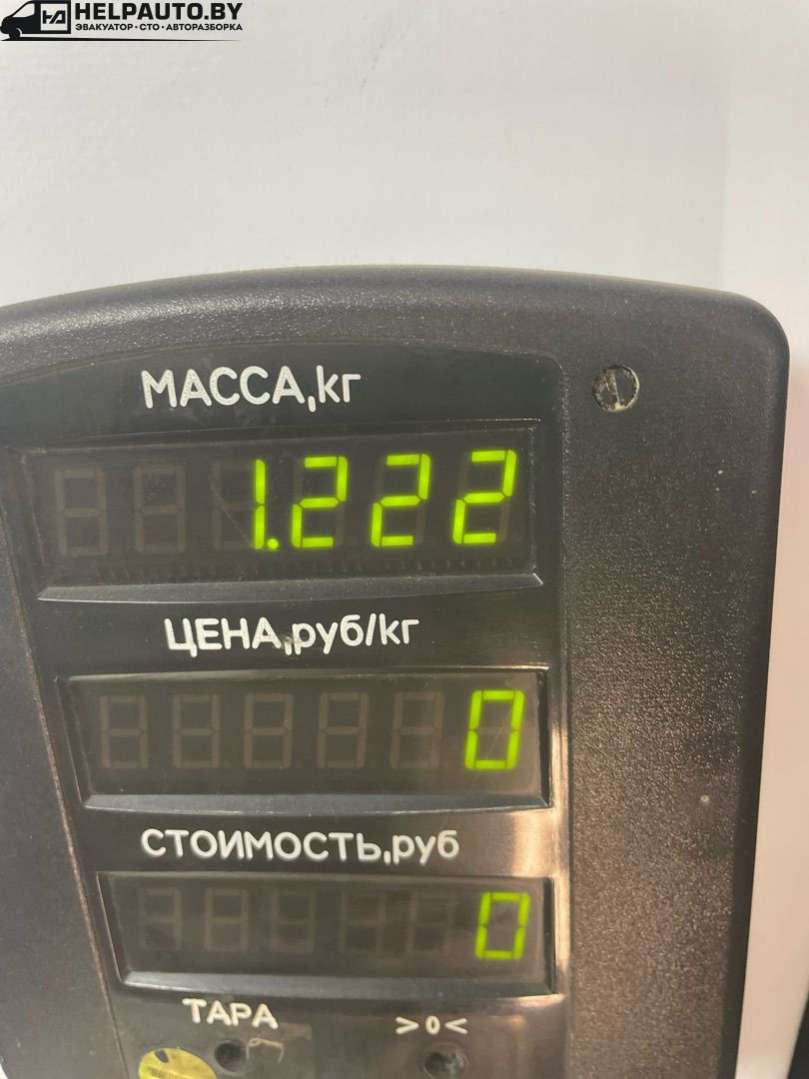 HELPAUTO.BY
ЭВАКУАТОР • СТО • АВТОРАЗБОРКА
МАССА,кг
1.222
ЦЕНА,руб/кг
0
СТОИМОСТЬ,руб
0
ТАРА >0<